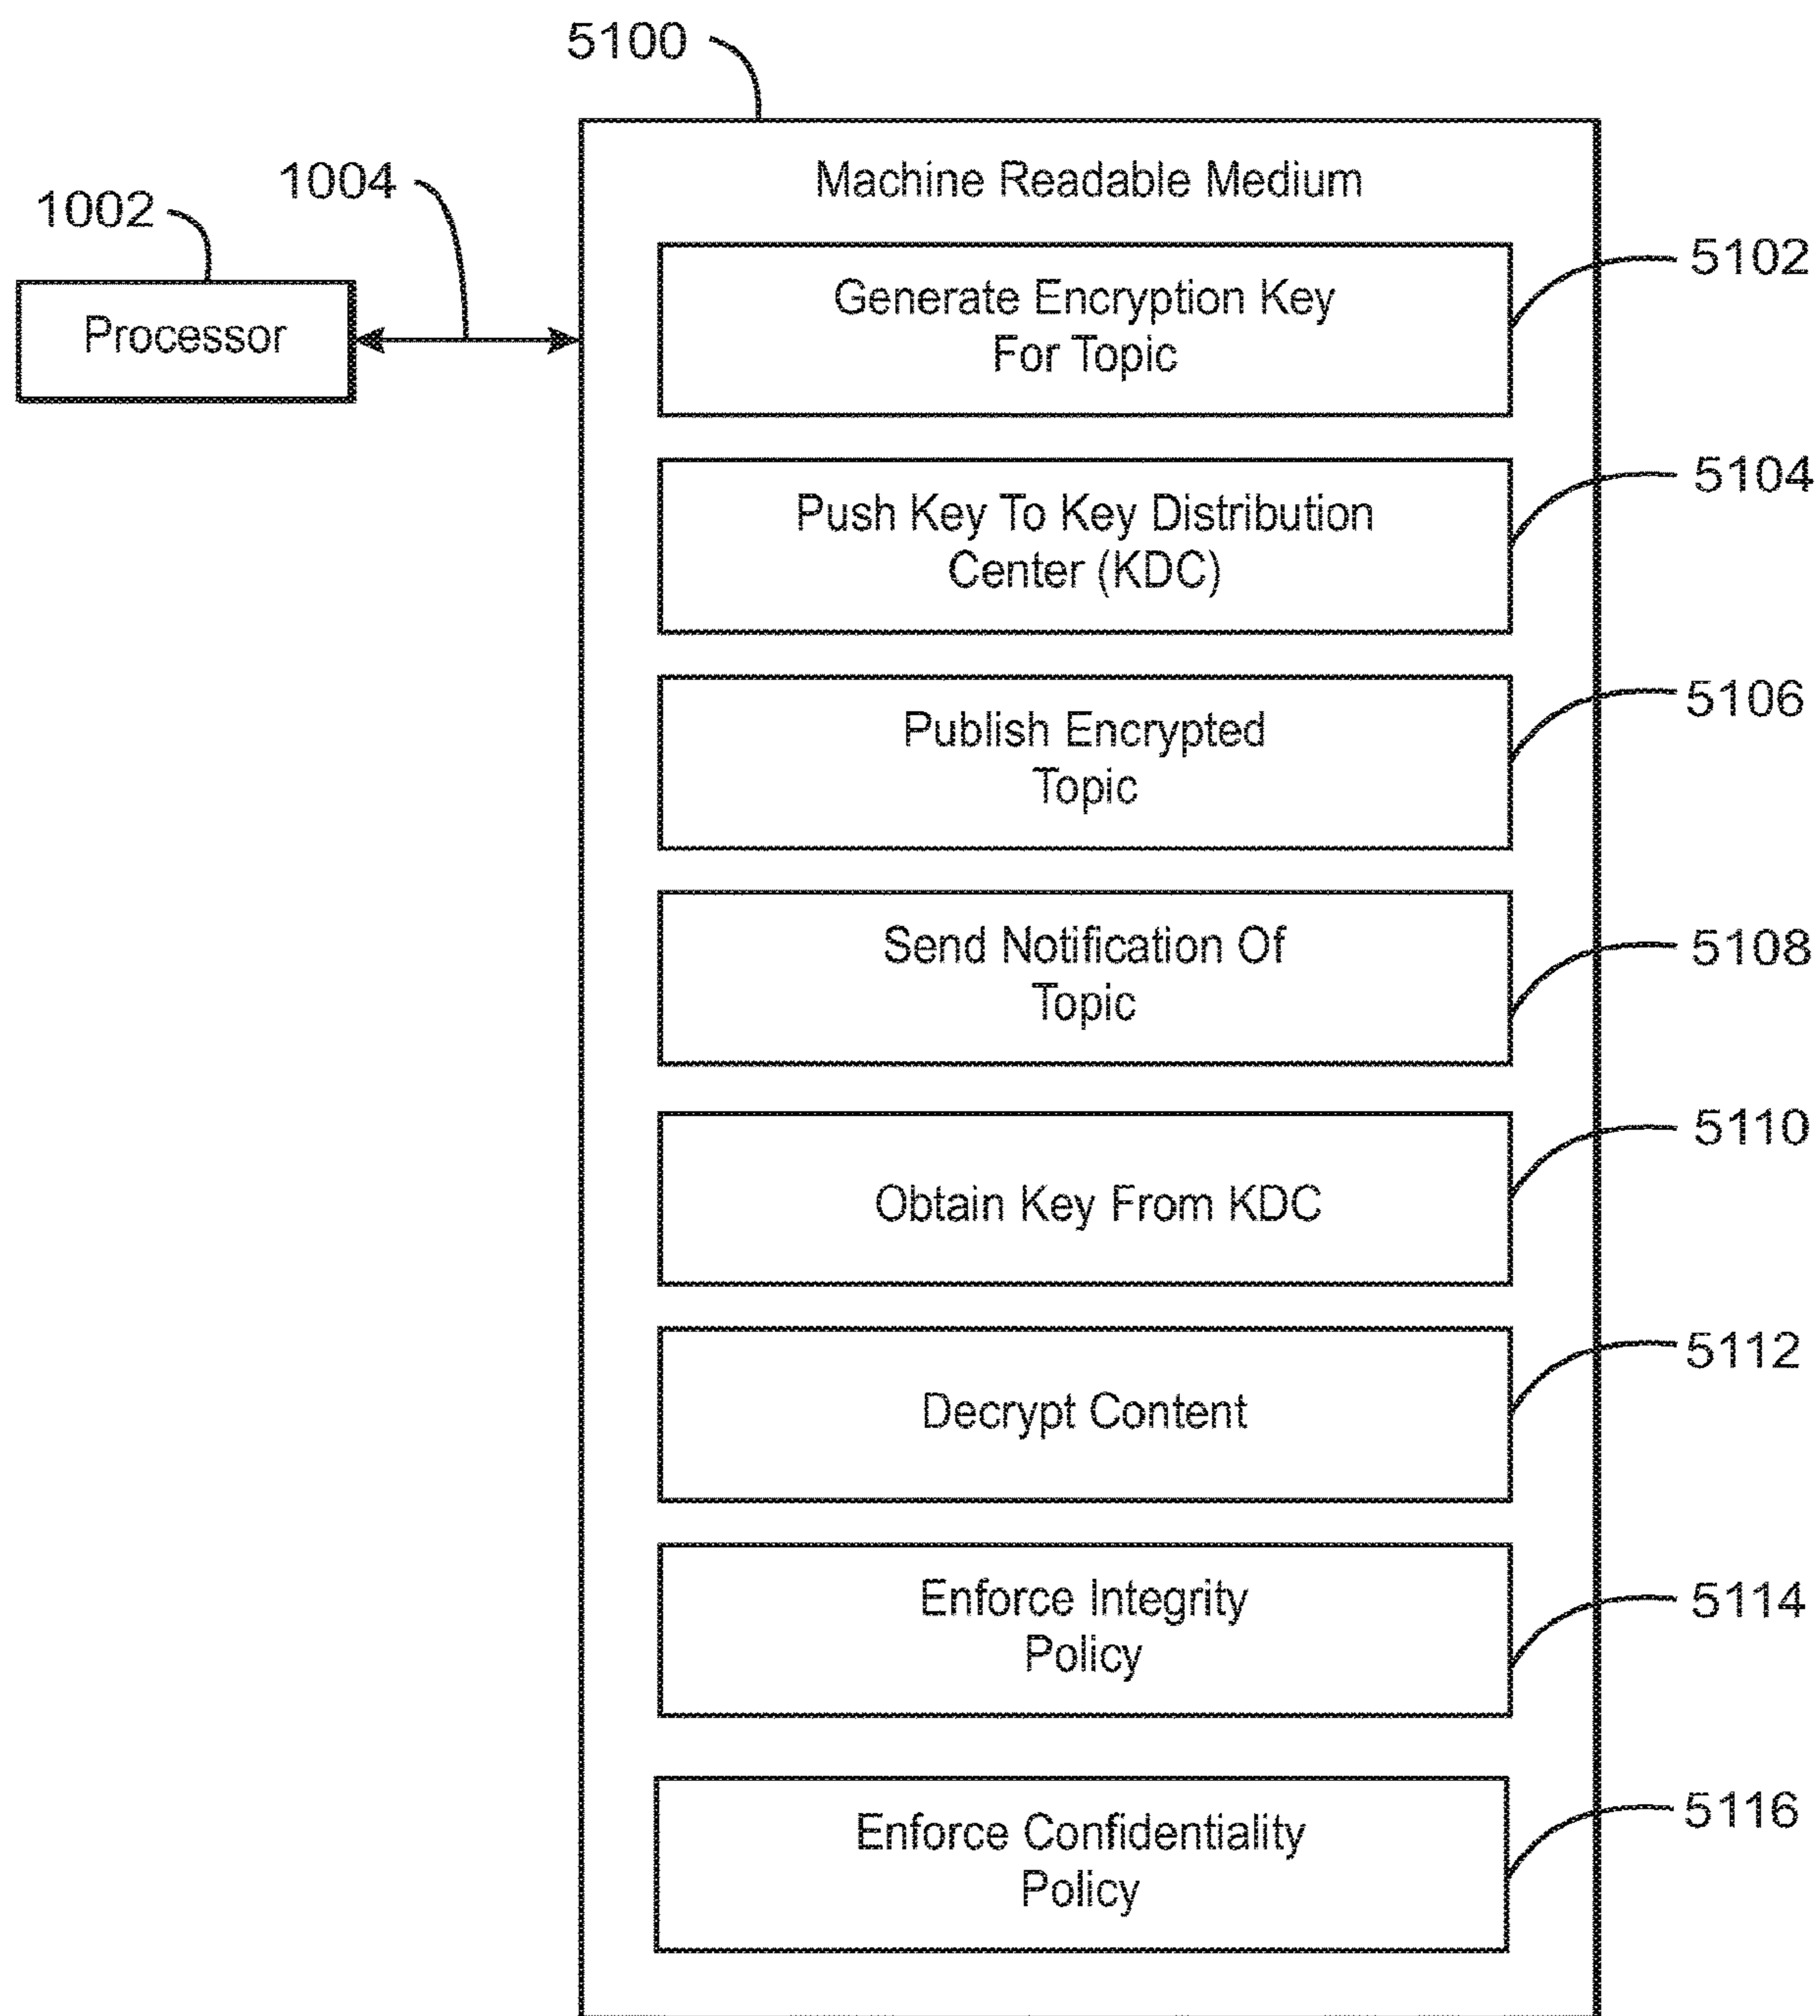 5100
Machine Readable Medium
1004
1002
Processor
Generate Encryption Key
For Topic
5102
Push Key To Key Distribution
Center (KDC)
5104
Publish Encrypted
Topic
5106
Send Notification Of
Topic
5108
Obtain Key From KDC
5110
Decrypt Content
5112
Enforce Integrity
Policy
5114
Enforce Confidentiality
Policy
5116